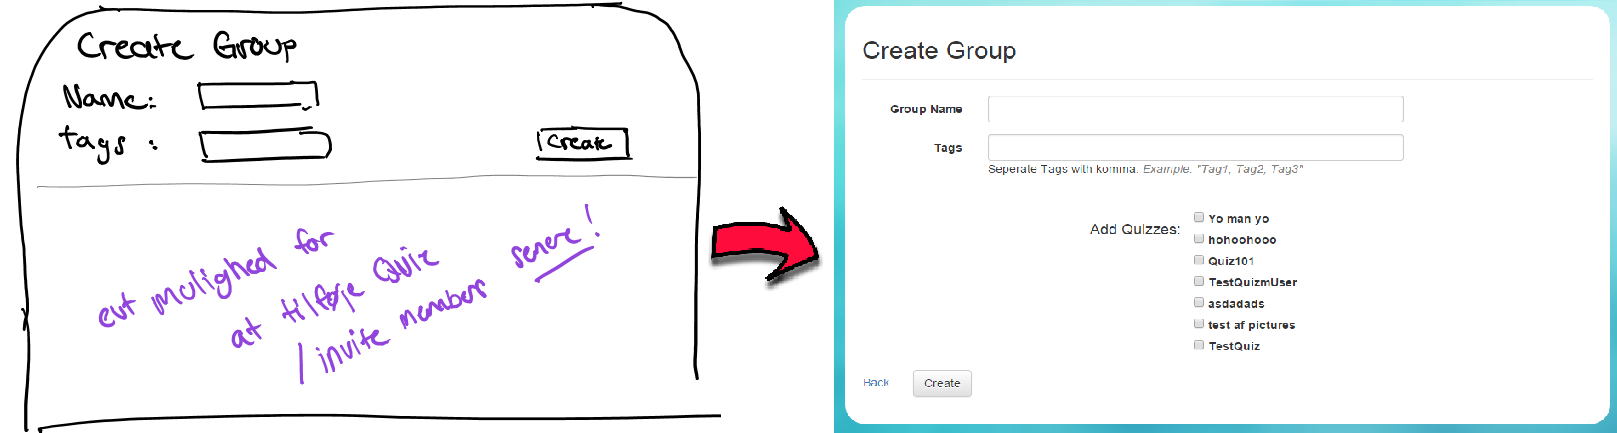 Create Group
Name:
tags :
Create
evt mulighed for
at tilføje Quiz
/ invite members senere!
Create Group
Group Name
Tags
Seperate Tags with komma. Example: "Tag1, Tag2, Tag3"
Add Quizzes:
Yo man yo
hohoohooo
Quiz101
TestQuizmUser
asdadads
test af pictures
TestQuiz
Back
Create